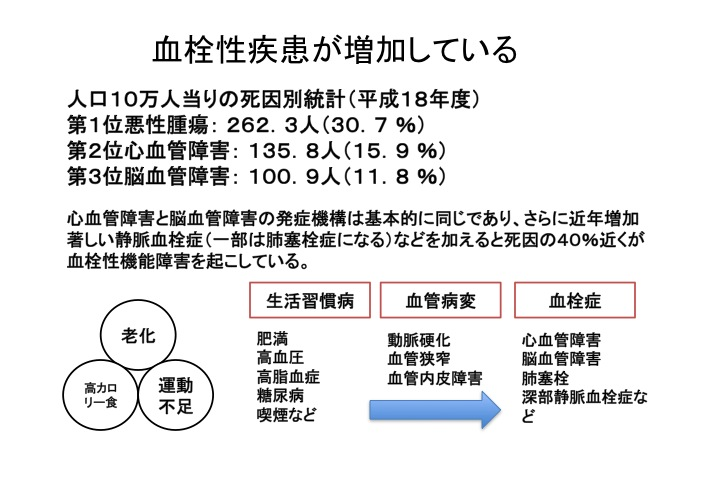 血栓性疾患が増加している
人口１０万人当りの死因別統計（平成１８年度）
第１位悪性腫瘍： ２６２．３人（３０．７ %）
第２位心血管障害： １３５．８人（１５．９ %）
第３位脳血管障害： １００．９人（１１．８ %）
心血管障害と脳血管障害の発症機構は基本的に同じであり、さらに近年増加
著しい静脈血栓症（一部は肺塞栓症になる）などを加えると死因の４０％近くが
血栓性機能障害を起こしている。
老化
高カロ
リー食
運動
不足
生活習慣病
肥満
高血圧
高脂血症
糖尿病
喫煙など
血管病変
動脈硬化
血管狭窄
血管内皮障害
血栓症
心血管障害
脳血管障害
肺塞栓
深部静脈血栓症な
ど